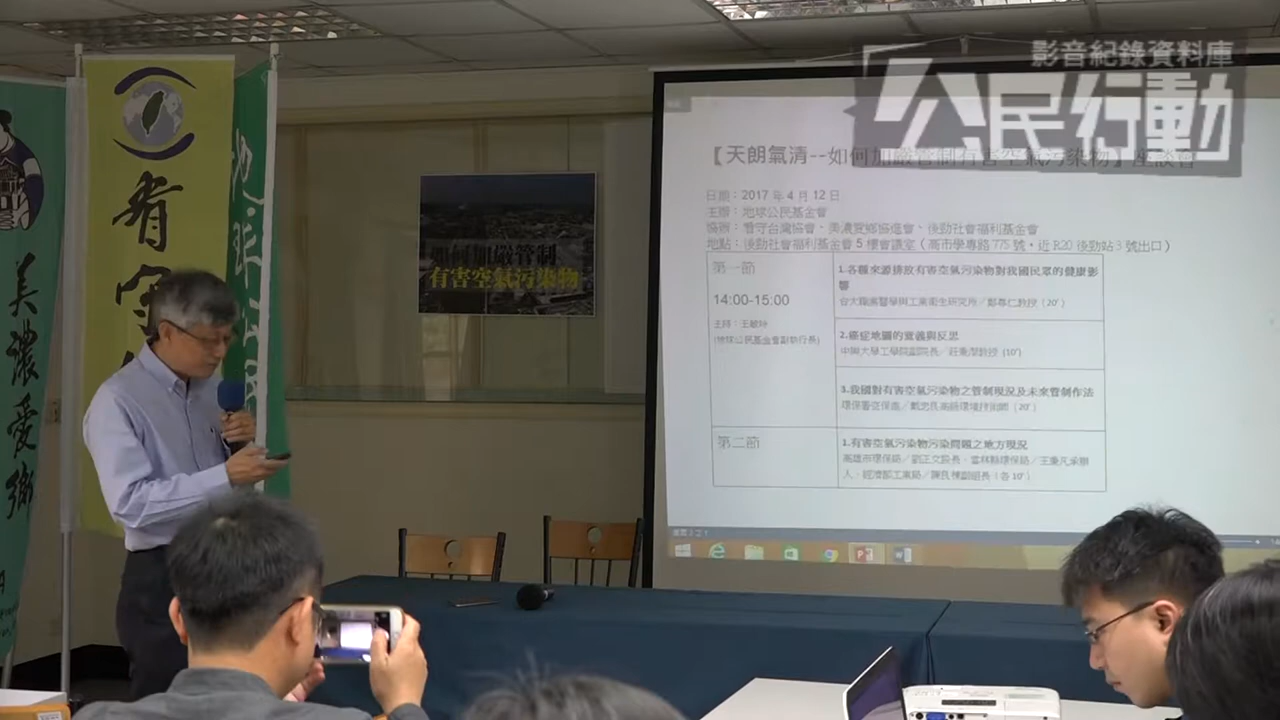 影音紀錄資料庫
公民行動
看守
地球公民
美濃愛鄉
如何加嚴管制
有害空氣污染物
【天朗氣清--如何加嚴管制有害空氣污染物】座談會
日期：2017 年 4 月 12 日
主辦：地球公民基金會
協辦：看守台灣協會、美濃愛鄉協進會、後勁社會福利基金會
地點：後勁社會福利基金會 5 樓會議室（高市學專路 775 號，近 R20 後勁站 3 號出口）
第一節
14:00-15:00
主持：王敏玲
(地球公民基金會副執行長)
1.各種來源排放有害空氣污染物對我國民眾的健康影
響
台大職業醫學與工業衛生研究所／鄭尊仁教授（20'）
2.癌症地圖的意義與反思
中興大學工學院副院長／莊秉潔教授 (10')
3.我國對有害空氣污染物之管制現況及未來管制作法
環保署空保處／戴忠良高級環境技術師（20'）
第二節
1.有害空氣污染物污染問題之地方現況
高雄市環保局／劉正文股長、雲林縣環保局／王豪凡承辦
人、經濟部工業局／陳良棟副組長（各 10'）